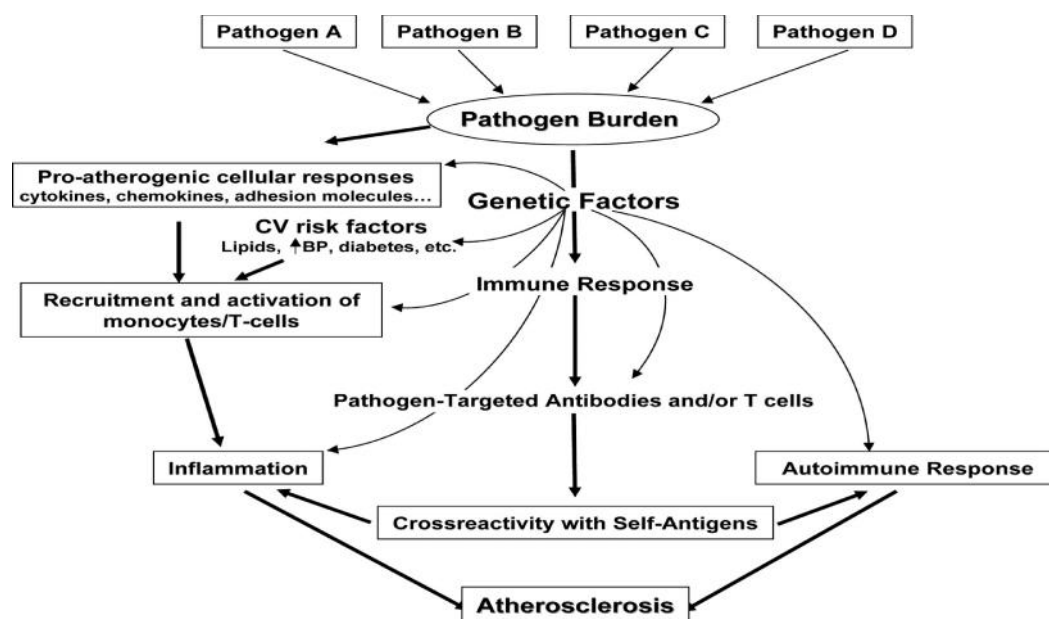 Pathogen A
Pathogen B
Pathogen C
Pathogen D
Pathogen Burden
Pro-atherogenic cellular responses
cytokines, chemokines, adhesion molecules...
Genetic Factors
CV risk factors
Lipids, ↑BP, diabetes, etc.
Immune Response
Recruitment and activation of
monocytes/T-cells
Pathogen-Targeted Antibodies and/or T cells
Inflammation
Autoimmune Response
Crossreactivity with Self-Antigens
Atherosclerosis